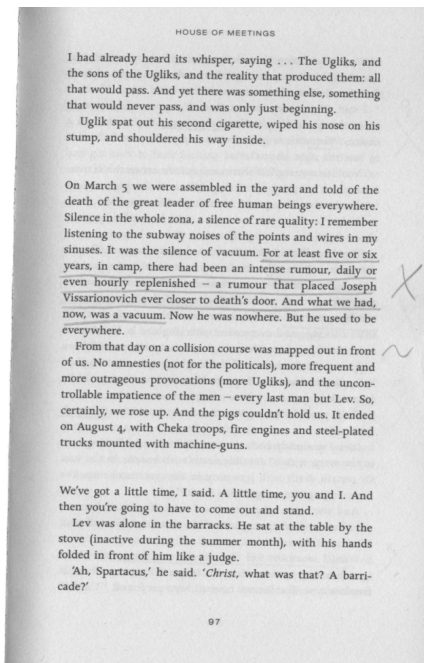 HOUSE OF MEETINGS
I had already heard its whisper, saying . . . The Ugliks, and
the sons of the Ugliks, and the reality that produced them: all
that would pass. And yet there was something else, something
that would never pass, and was only just beginning.
Uglik spat out his second cigarette, wiped his nose on his
stump, and shouldered his way inside.
On March 5 we were assembled in the yard and told of the
death of the great leader of free human beings everywhere.
Silence in the whole zona, a silence of rare quality: I remember
listening to the subway noises of the points and wires in my
sinuses. It was the silence of vacuum. For at least five or six
years, in camp, there had been an intense rumour, daily or
even hourly replenished – a rumour that placed Joseph
Vissarionovich ever closer to death's door. And what we had,
now, was a vacuum. Now he was nowhere. But he used to be
everywhere.
From that day on a collision course was mapped out in front
of us. No amnesties (not for the politicals), more frequent and
more outrageous provocations (more Ugliks), and the uncon-
trollable impatience of the men – every last man but Lev. So,
certainly, we rose up. And the pigs couldn't hold us. It ended
on August 4, with Cheka troops, fire engines and steel-plated
trucks mounted with machine-guns.
We've got a little time, I said. A little time, you and I. And
then you're going to have to come out and stand.
Lev was alone in the barracks. He sat at the table by the
stove (inactive during the summer month), with his hands
folded in front of him like a judge.
'Ah, Spartacus,' he said. 'Christ, what was that? A barri-
cade?'
97